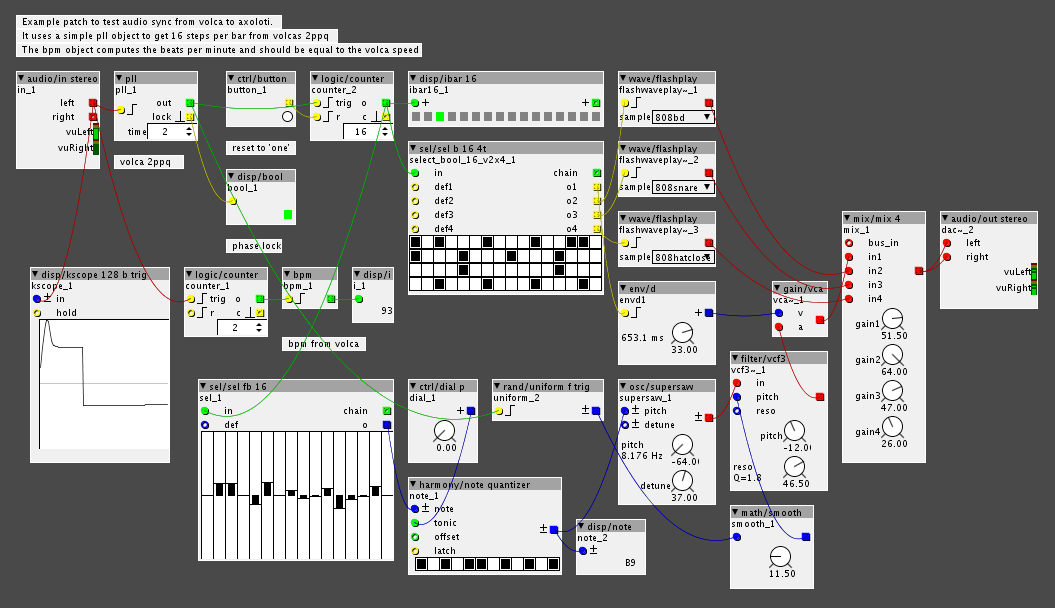 Example patch to test audio sync from volca to axoloti.
It uses a simple pll object to get 16 steps per bar from volcas 2ppq
The bpm object computes the beats per minute and should be equal to the volca speed
audio/in stereo
in_1
left
right
vuLeft
vuRight
pll
pll_1
out
lock
time 2
volca 2ppq
ctrl/button
button_1
reset to 'one'
disp/bool
bool_1
phase lock
logic/counter
counter_2
trig o
r c
16
disp/ibar 16
ibar16_1
+ +
sel/sel b 16 4t
select_bool_16_v2x4_1
in chain
def1 o1
def2 o2
def3 o3
def4 o4
wave/flashplay
flashwaveplay~_1
sample 808bd
wave/flashplay
flashwaveplay~_2
sample 808snare
wave/flashplay
flashwaveplay~_3
sample 808hatclose
env/d
envd1
+
653.1 ms
33.00
mix/mix 4
mix_1
bus_in
in1
in2
in3
in4
gain1
51.50
gain2
64.00
gain3
47.00
gain4
26.00
audio/out stereo
dac~_2
left
right
vuLeft
vuRight
gain/vca
vca~_1
v
a
disp/kscope 128 b trig
kscope_1
± in
hold
logic/counter
counter_1
trig o
r c
2
bpm
bpm_1
disp/i
i_1
93
bpm from volca
sel/sel fb 16
sel_1
in chain
def o
ctrl/dial p
dial_1
+
0.00
rand/uniform f trig
uniform_2
±
osc/supersaw
supersaw_1
± pitch
± detune
±
pitch
8.176 Hz
-64.0
detune
37.00
filter/vcf3
vcf3~_1
in
pitch
reso
pitch
-12.0
reso
Q=1.8
46.50
harmony/note quantizer
note_1
± note
tonic
offset
latch
±
disp/note
note_2
±
B9
math/smooth
smooth_1
11.50